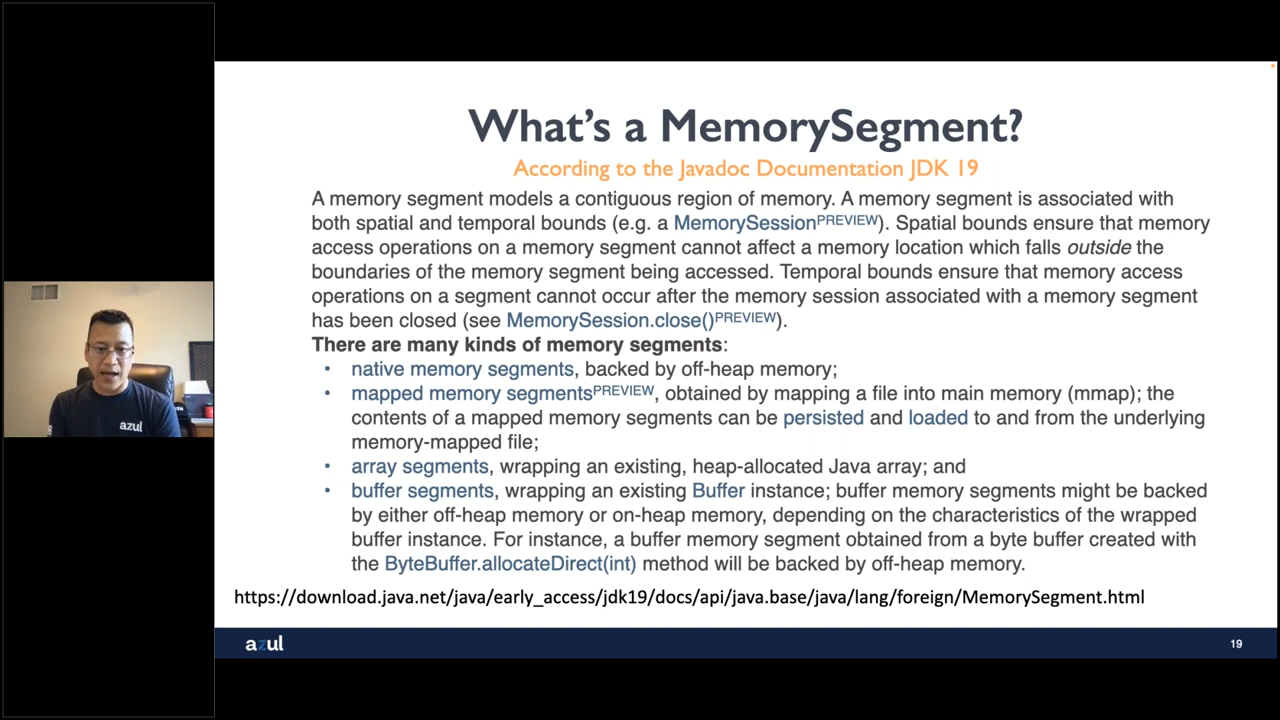 What's a MemorySegment?
According to the Javadoc Documentation JDK 19
A memory segment models a contiguous region of memory. A memory segment is associated with
both spatial and temporal bounds (e.g. a MemorySessionPREVIEW). Spatial bounds ensure that memory
access operations on a memory segment cannot affect a memory location which falls outside the
boundaries of the memory segment being accessed. Temporal bounds ensure that memory access
operations on a segment cannot occur after the memory session associated with a memory segment
has been closed (see MemorySession.close()PREVIEW).
There are many kinds of memory segments:
• native memory segments, backed by off-heap memory;
• mapped memory segmentsPREVIEW, obtained by mapping a file into main memory (mmap); the
contents of a mapped memory segments can be persisted and loaded to and from the underlying
memory-mapped file;
• array segments, wrapping an existing, heap-allocated Java array; and
• buffer segments, wrapping an existing Buffer instance; buffer memory segments might be backed
by either off-heap memory or on-heap memory, depending on the characteristics of the wrapped
buffer instance. For instance, a buffer memory segment obtained from a byte buffer created with
the ByteBuffer.allocateDirect(int) method will be backed by off-heap memory.
https://download.java.net/java/early_access/jdk19/docs/api/java.base/java/lang/foreign/MemorySegment.html
azul
19
azul